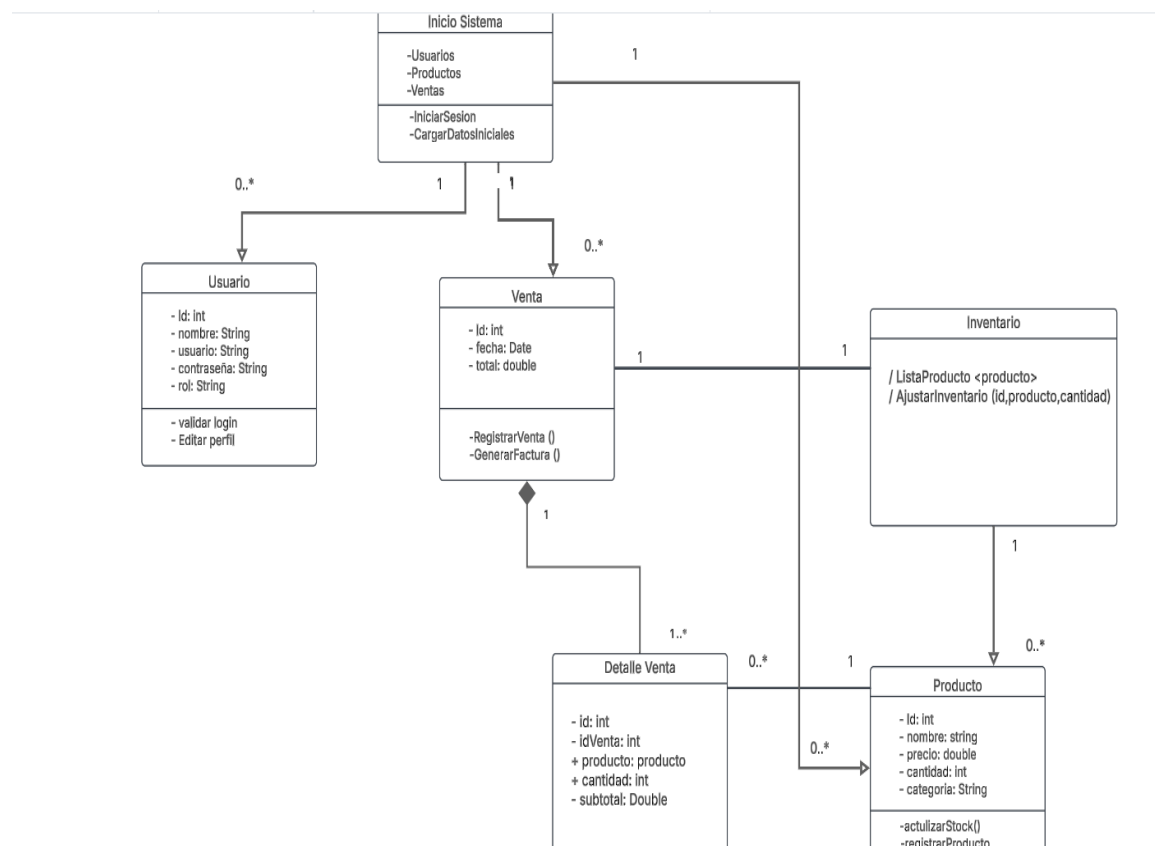 Inicio Sistema
-Usuarios
-Productos
-Ventas
-IniciarSesion
-CargarDatosIniciales
1
0..*
1
1
0..*
Usuario
- Id: int
- nombre: String
- usuario: String
- contraseña: String
- rol: String
- validar login
- Editar perfil
Venta
- Id: int
- fecha: Date
- total: double
-RegistrarVenta ()
-GenerarFactura ()
1
1
Inventario
/ ListaProducto <producto>
/ AjustarInventario (id,producto,cantidad)
1
1
0..*
1..*
Detalle Venta
- id: int
- idVenta: int
+ producto: producto
+ cantidad: int
- subtotal: Double
0..*
1
0..*
Producto
- Id: int
- nombre: string
- precio: double
- cantidad: int
- categoria: String
-actulizarStock()
-registrarProducto